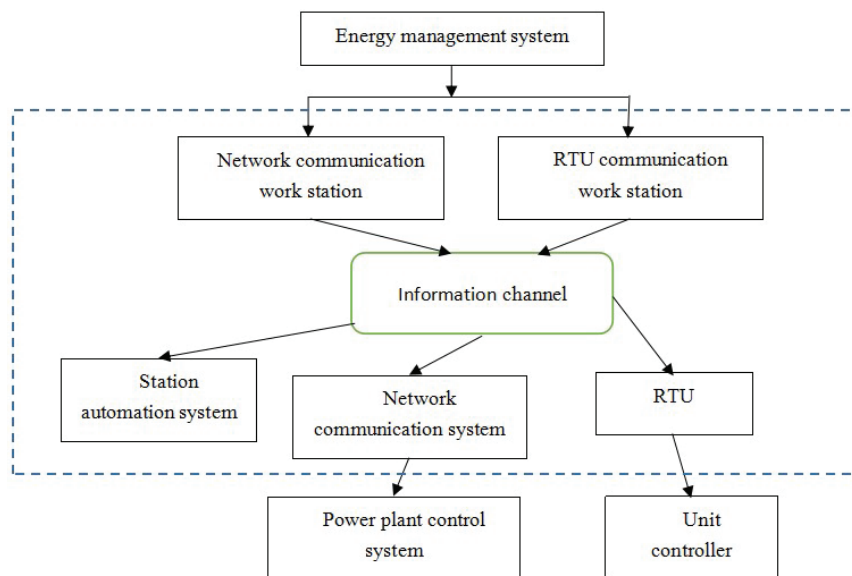 Energy management system
Network communication
work station
RTU communication
work station
Information channel
Station
automation system
Network
communication system
RTU
Power plant control
system
Unit
controller